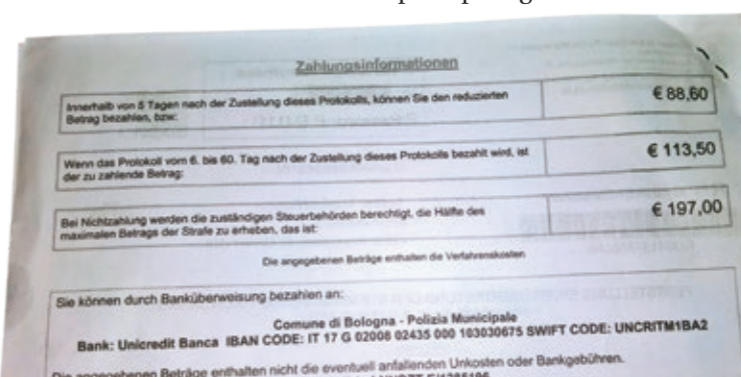 Zahlungsinformationen
Innerhalb von 5 Tagen nach der Zustellung dieses Protokolls, können Sie den reduzierten
Betrag bezahlen, bzw:
€ 88,60
Wenn das Protokoll vom 6. bis 60. Tag nach der Zustellung dieses Protokolls bezahlt wird, ist
der zu zahlende Betrag:
€ 113,50
Bei Nichtzahlung werden die zuständigen Steuerbehörden berechtigt, die Hälfte des
maximalen Betrags der Strafe zu erheben, das ist:
€ 197,00
Die angegebenen Beträge enthalten die Verfahrenskosten
Sie können durch Banküberweisung bezahlen an:
Comune di Bologna - Polizia Municipale
Bank: Unicredit Banca IBAN CODE: IT 17 G 02008 02435 000 103030675 SWIFT CODE: UNCRITM1BA2
Die angegebenen Beträge enthalten nicht die eventuell anfallenden Unkosten oder Bankgebühren.